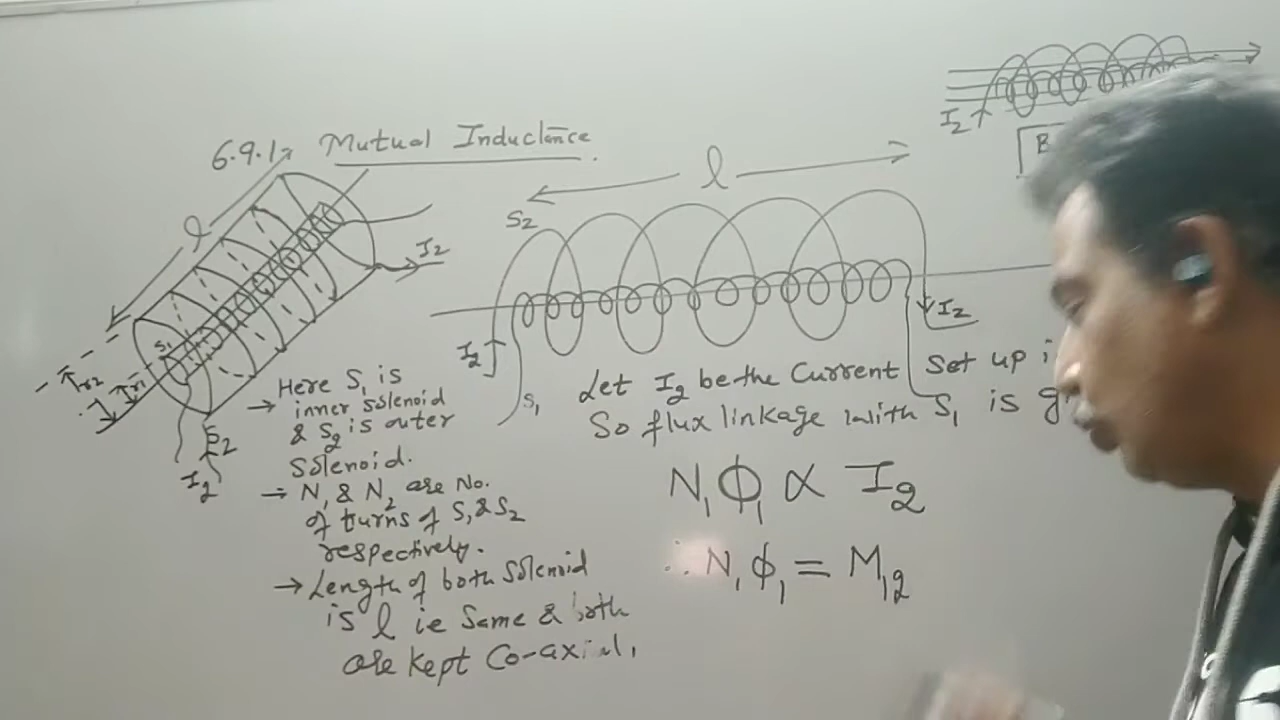 6.9.1, Mutual Inductance.
l
l
S2
S1
I2
r2
r1
S2
I2
I2
I2
S1
I2
B
→ Here S1 is
inner solenoid
& S2 is outer
Solenoid.
→ N1 & N2 are No.
of turns of S1 & S2
respectively.
→ Length of both Solenoid
is l ie Same & both
are kept Co-axial.
Let I2 be the Current Set up i
So flux linkage with S1 is g
N1 ϕ1 ∝ I2
∴ N1 ϕ1 = M12